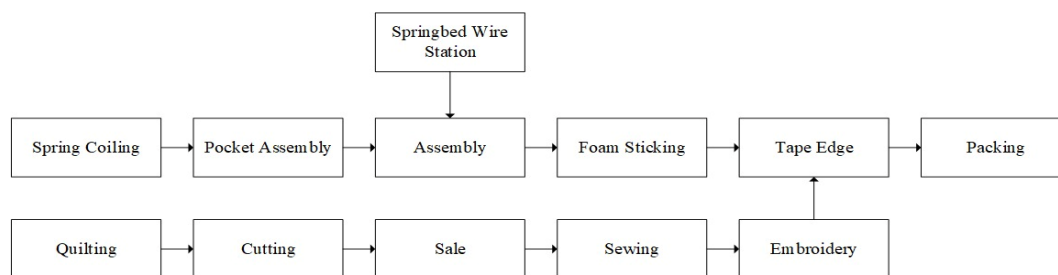 Springbed Wire
Station
Spring Coiling
Pocket Assembly
Assembly
Foam Sticking
Tape Edge
Packing
Quilting
Cutting
Sale
Sewing
Embroidery